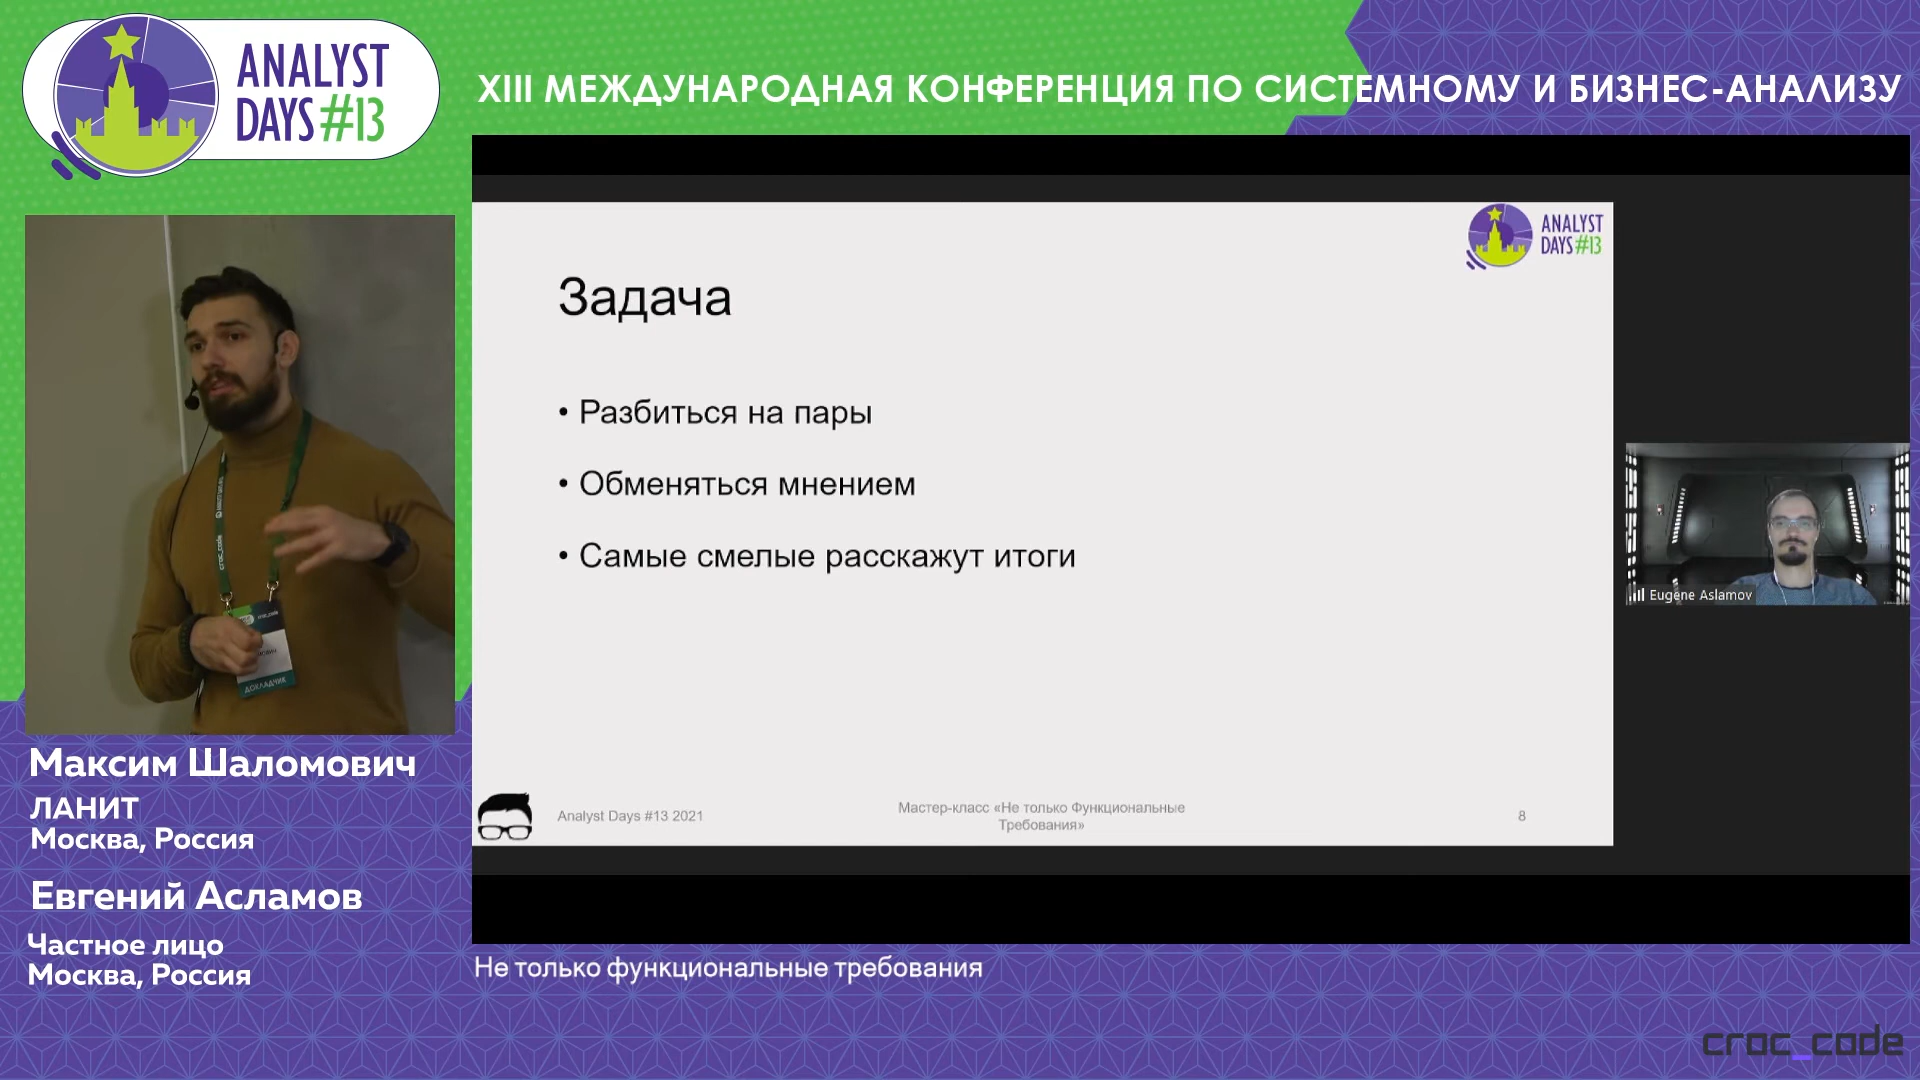 ANALYST
DAYS #13
XIII МЕЖДУНАРОДНАЯ КОНФЕРЕНЦИЯ ПО СИСТЕМНОМУ И БИЗНЕС-АНАЛИЗУ
ANALYST
DAYS #13
Задача
• Разбиться на пары
• Обменяться мнением
• Самые смелые расскажут итоги
Analyst Days #13 2021
Мастер-класс «Не только Функциональные
Требования»
8
Eugene Aslamov
croc_code
ДОКЛАДЧИК
Максим Шаломович
ЛАНИТ
Москва, Россия
Евгений Асламов
Частное лицо
Москва, Россия
Не только функциональные требования
croc_code